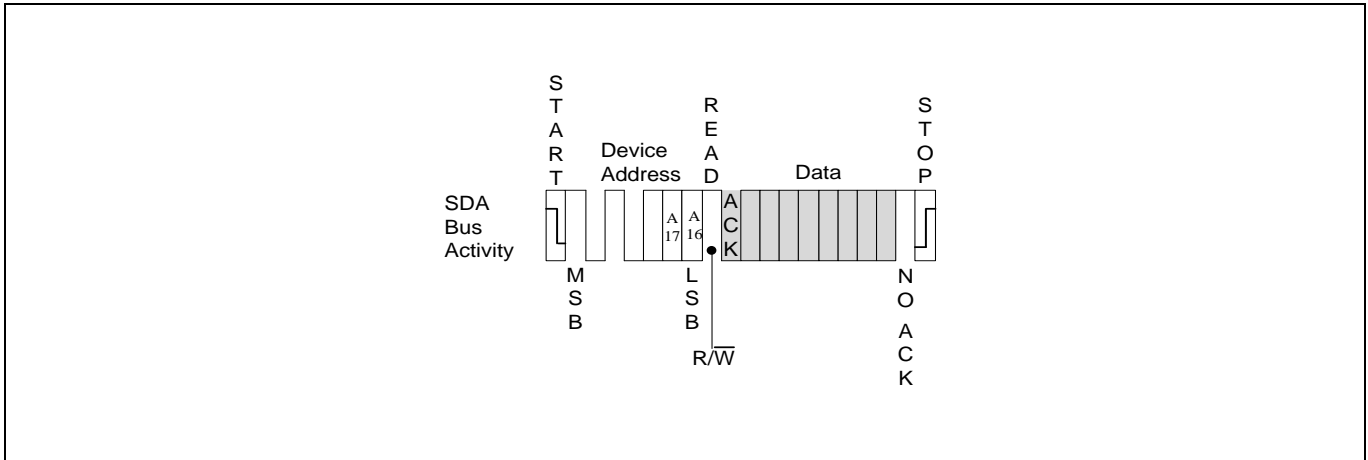 START
READ
STOP
Device
Address
Data
SDA
Bus
Activity
A
17
A
16
ACK
MSB
LSB
NO ACK
R/W̅